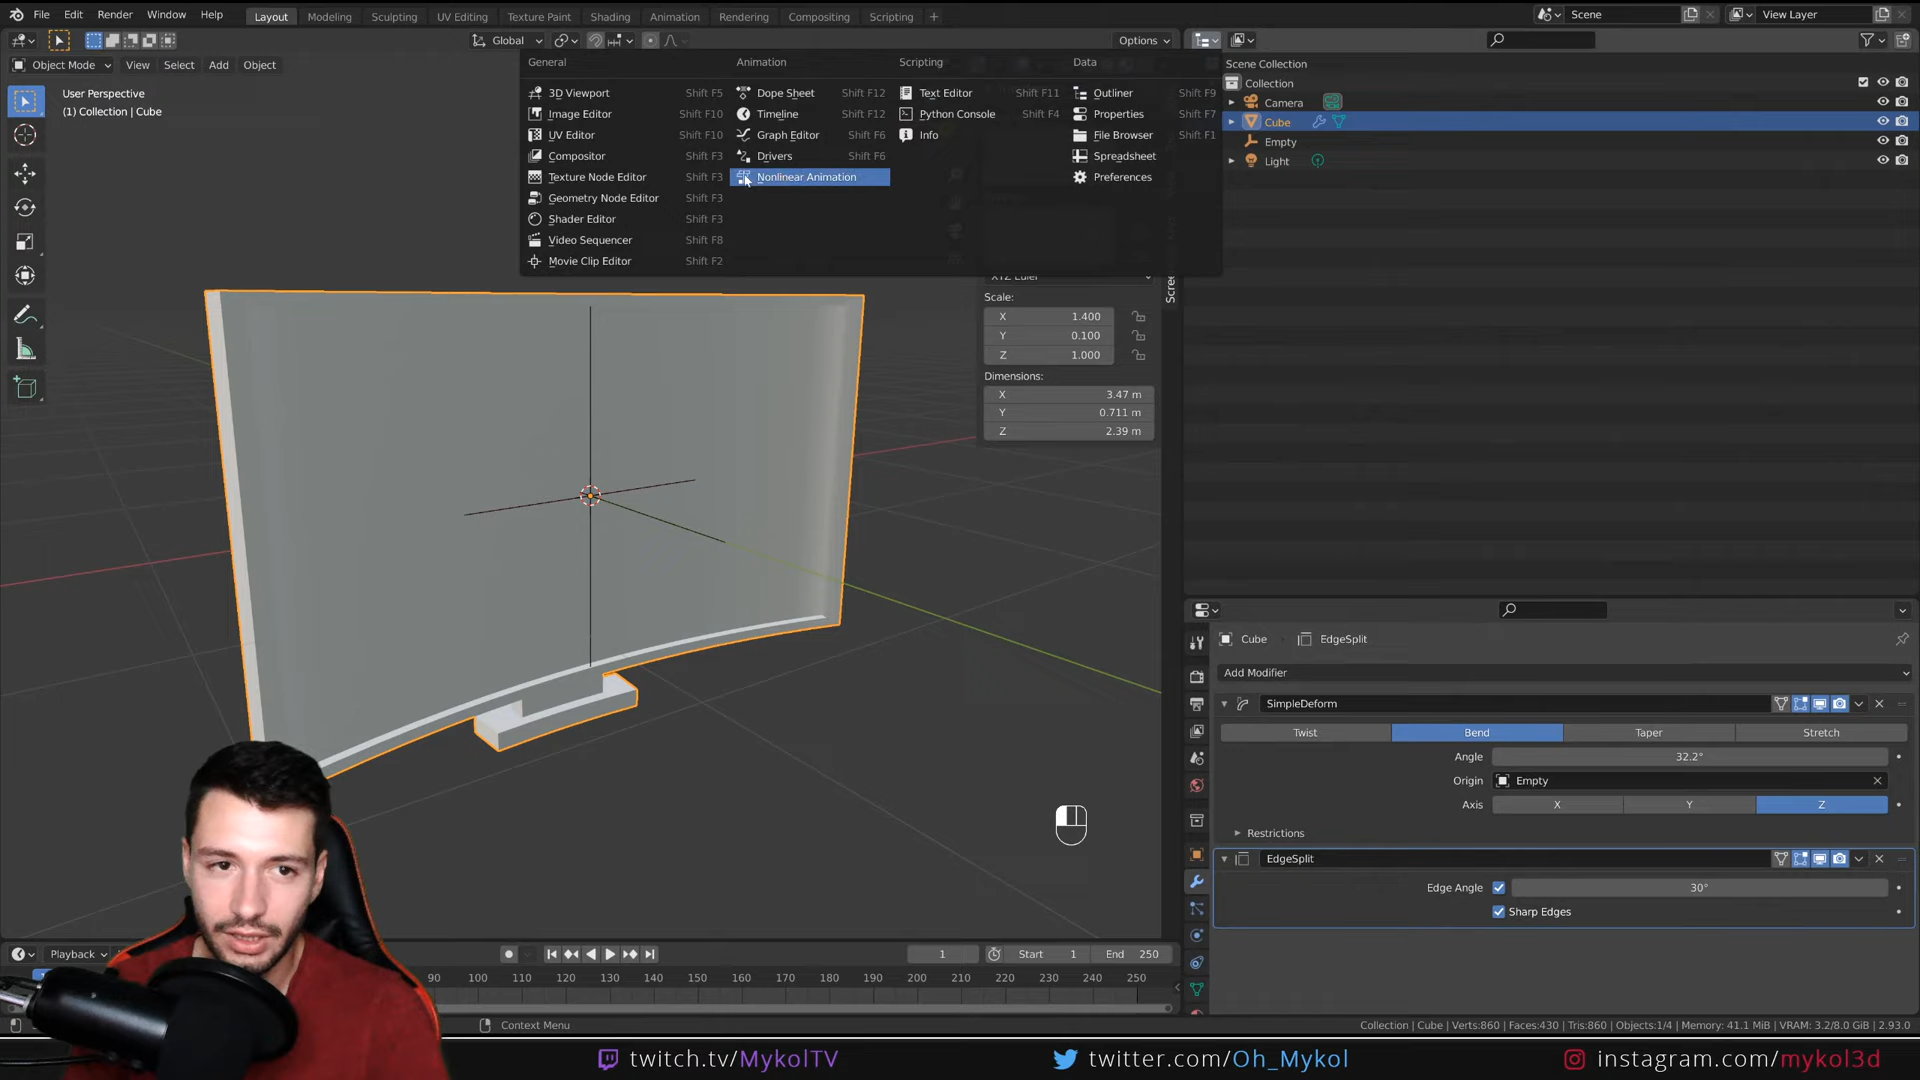 File Edit Render Window Help Layout Modeling Sculpting UV Editing Texture Paint Shading Animation Rendering Compositing Scripting + Scene View Layer
Global Options
Object Mode View Select Add Object
User Perspective
(1) Collection | Cube
General
3D Viewport Shift F5
Image Editor Shift F10
UV Editor Shift F10
Compositor Shift F3
Texture Node Editor Shift F3
Geometry Node Editor Shift F3
Shader Editor Shift F3
Video Sequencer Shift F8
Movie Clip Editor Shift F2
Animation
Dope Sheet Shift F12
Timeline Shift F12
Graph Editor Shift F6
Drivers Shift F6
Nonlinear Animation
Scripting
Text Editor Shift F11
Python Console Shift F4
Info
Data
Outliner Shift F9
Properties Shift F7
File Browser Shift F1
Spreadsheet
Preferences
Scene Collection
Collection
Camera
Cube
Empty
Light
XYZ Euler
Scale:
X 1.400
Y 0.100
Z 1.000
Dimensions:
X 3.47 m
Y 0.711 m
Z 2.39 m
Cube EdgeSplit
Add Modifier
SimpleDeform
Twist Bend Taper Stretch
Angle 32.2°
Origin Empty
Axis X Y Z
Restrictions
EdgeSplit
Edge Angle 30°
Sharp Edges
Playback 1 Start 1 End 250
90 100 110 120 130 140 150 160 170 180 190 200 210 220 230 240 250
Context Menu
Collection | Cube | Verts:860 | Faces:430 | Tris:860 | Objects:1/4 | Memory: 41.1 MiB | VRAM: 3.2/8.0 GiB | 2.93.0
twitch.tv/MykolTV twitter.com/Oh_Mykol instagram.com/mykol3d